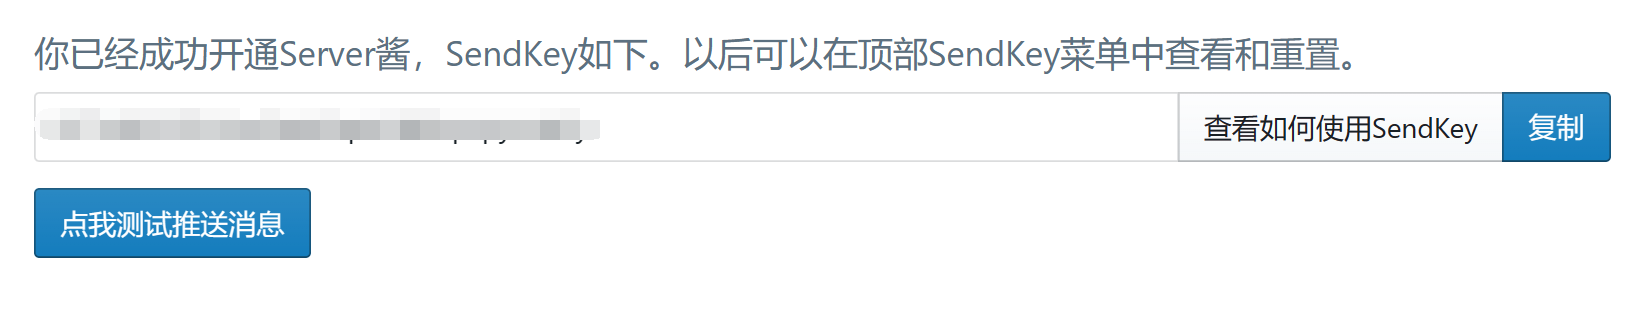 你已经成功开通Server酱，SendKey如下。以后可以在顶部SendKey菜单中查看和重置。
查看如何使用SendKey
复制
点我测试推送消息